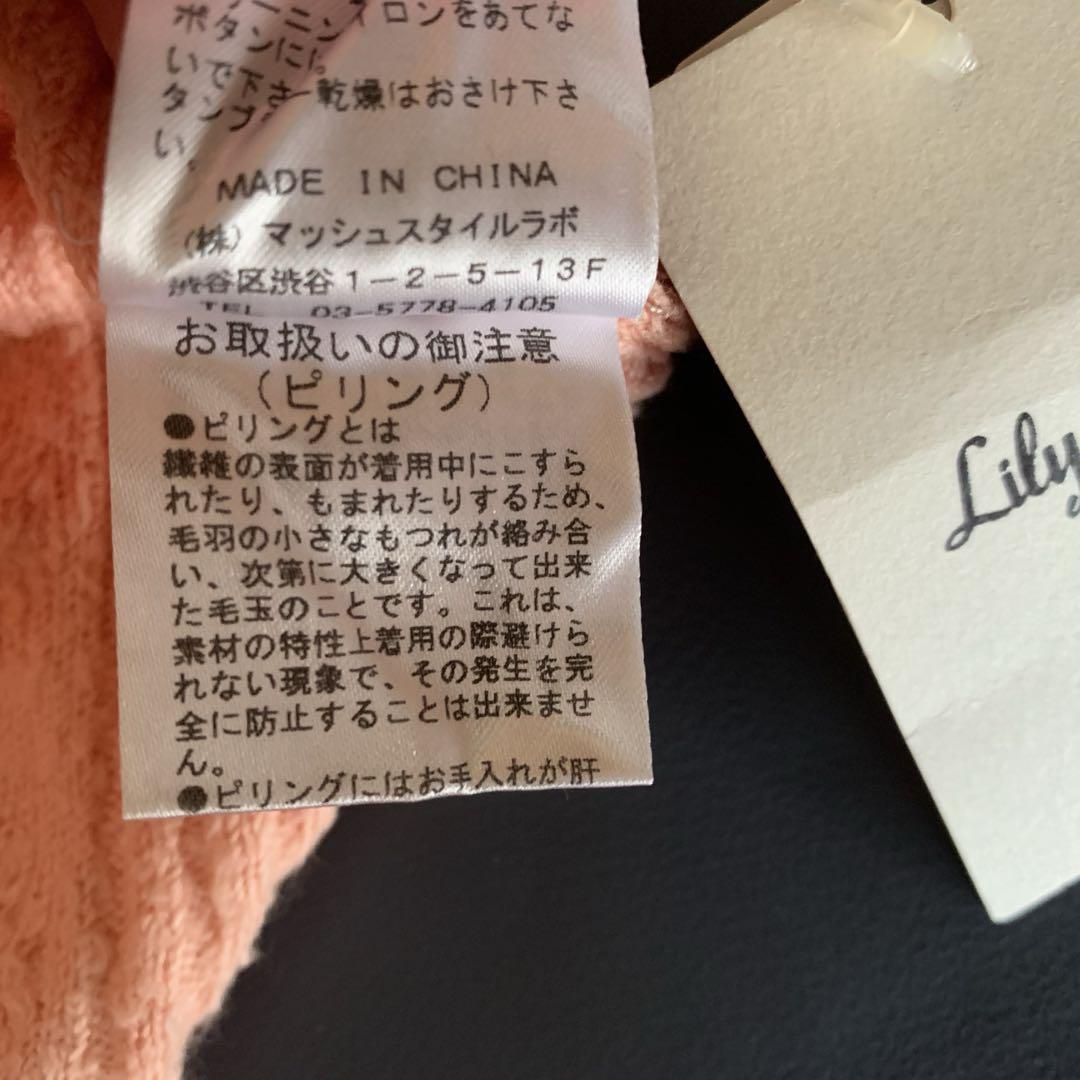 ロンをあてな
ボタンには
いで下さ
タンブ 乾燥はおさけ下さ
い。
MADE IN CHINA
(株)マッシュスタイルラボ
渋谷区渋谷1-2-5-13F
TEL 03-5778-4105
お取扱いの御注意
(ピリング)
●ピリングとは
繊維の表面が着用中にこすら
れたり、もまれたりするため、
毛羽の小さなもつれが絡み合
い、次第に大きくなって出来
た毛玉のことです。これは、
素材の特性上着用の際避けら
れない現象で、その発生を完
全に防止することは出来ませ
ん。
●ピリングにはお手入れが肝
Lily